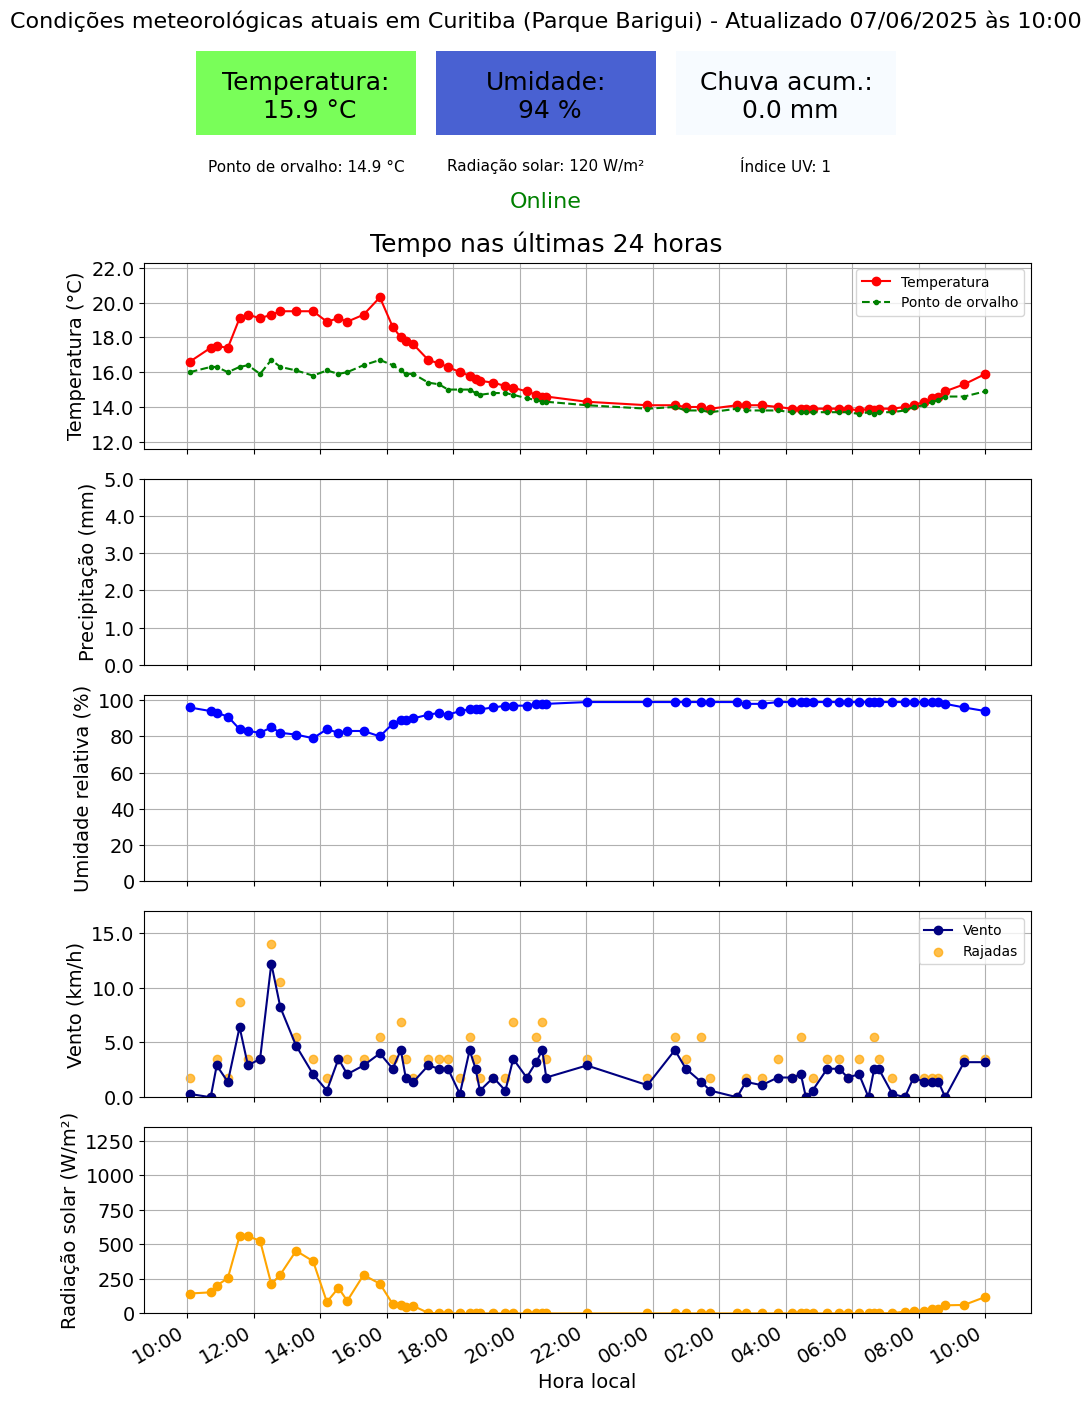 Condições meteorológicas atuais em Curitiba (Parque Barigui) - Atualizado 07/06/2025 às 10:00
Temperatura:
15.9 °C
Umidade:
94 %
Chuva acum.:
0.0 mm
Ponto de orvalho: 14.9 °C
Radiação solar: 120 W/m²
Índice UV: 1
Online
Tempo nas últimas 24 horas
Temperatura (°C)
22.0
20.0
18.0
16.0
14.0
12.0
Temperatura
Ponto de orvalho
Precipitação (mm)
5.0
4.0
3.0
2.0
1.0
0.0
Umidade relativa (%)
100
80
60
40
20
0
Vento (km/h)
15.0
10.0
5.0
0.0
Vento
Rajadas
Radiação solar (W/m²)
1250
1000
750
500
250
0
10:00
12:00
14:00
16:00
18:00
20:00
22:00
00:00
02:00
04:00
06:00
08:00
10:00
Hora local